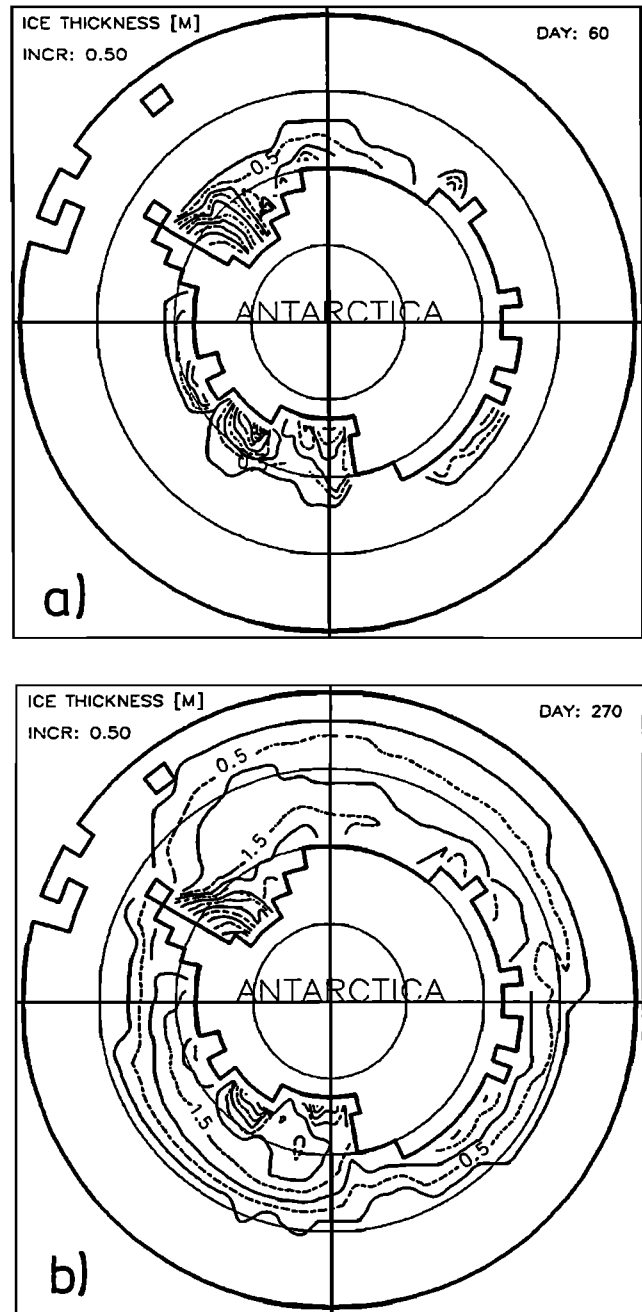 ICE THICKNESS [M]
DAY: 60
INCR: 0.50
0.5
ANTARCTICA
a)
ICE THICKNESS [M]
DAY: 270
INCR: 0.50
0.5
1.5
ANTARCTICA
1.5
0.5
b)